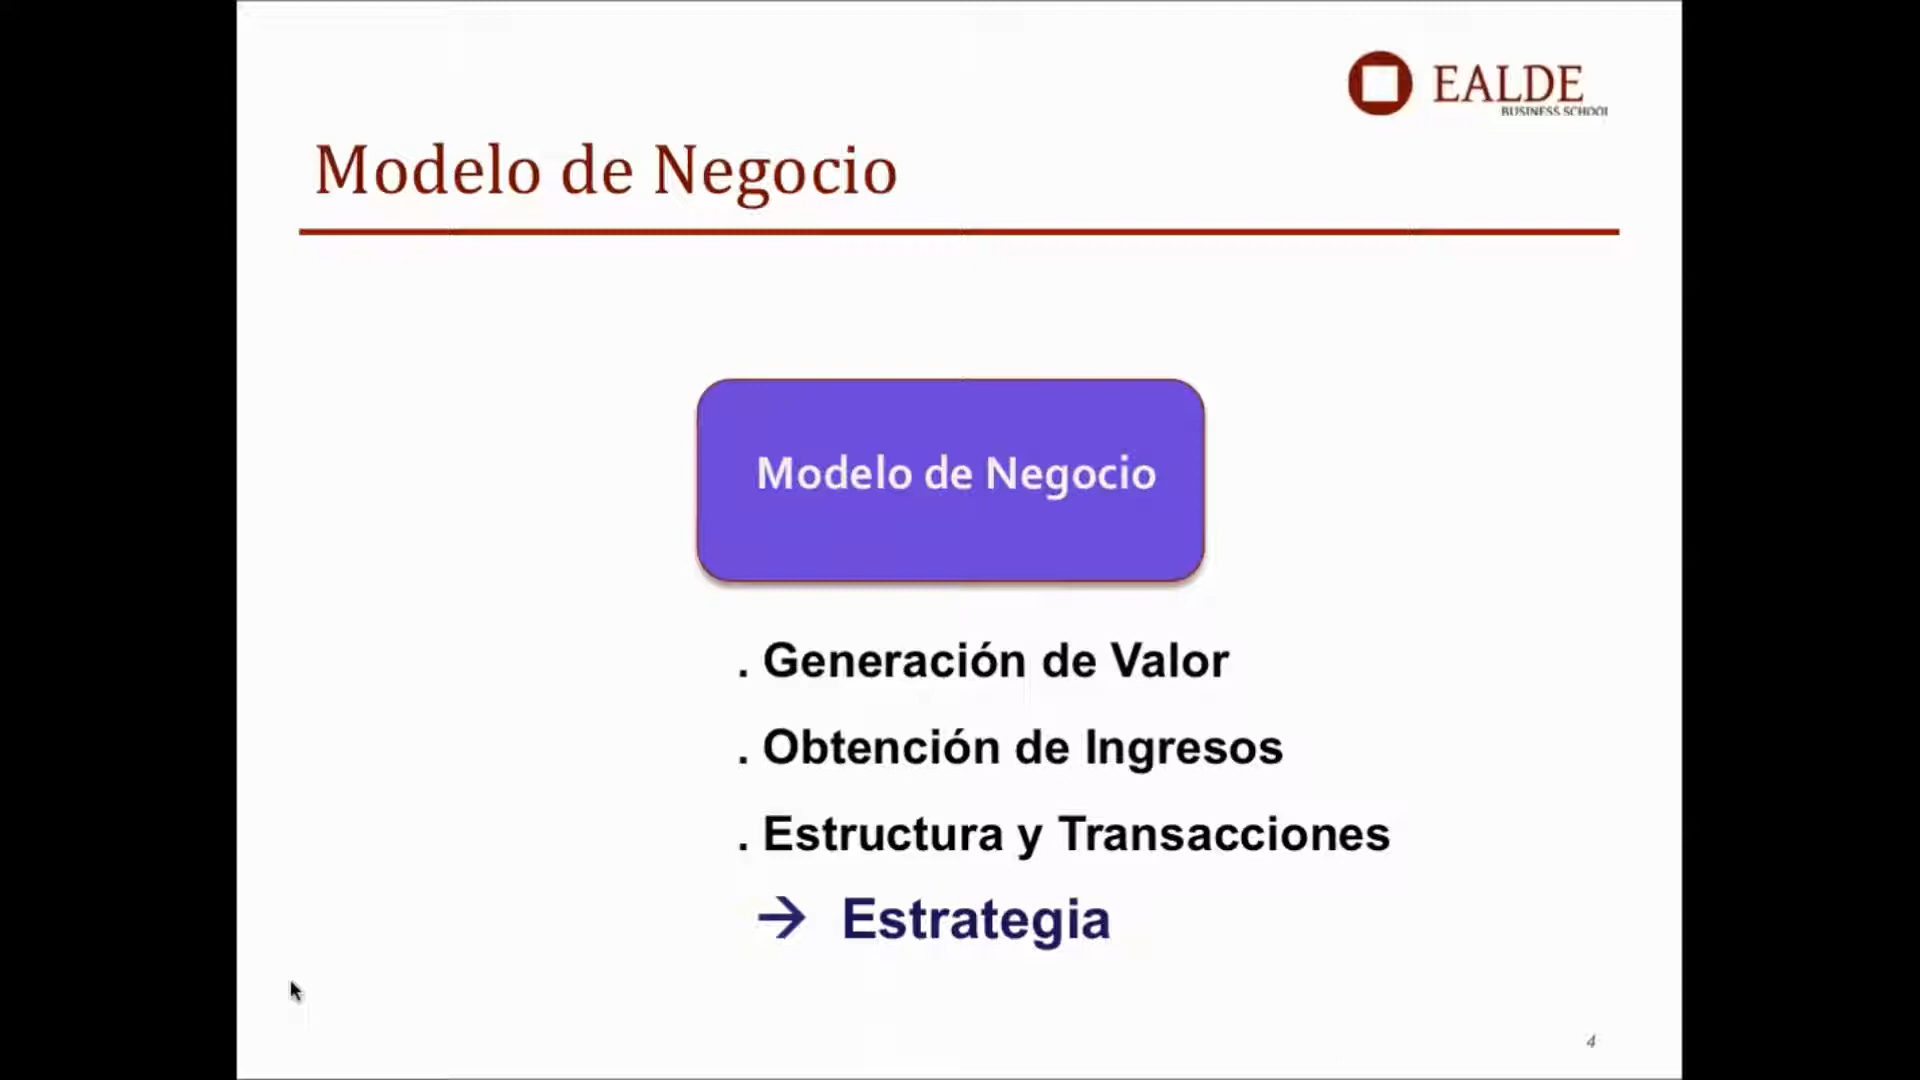 EALDE
BUSINESS SCHOOL
Modelo de Negocio
Modelo de Negocio
. Generación de Valor
. Obtención de Ingresos
. Estructura y Transacciones
→ Estrategia
4